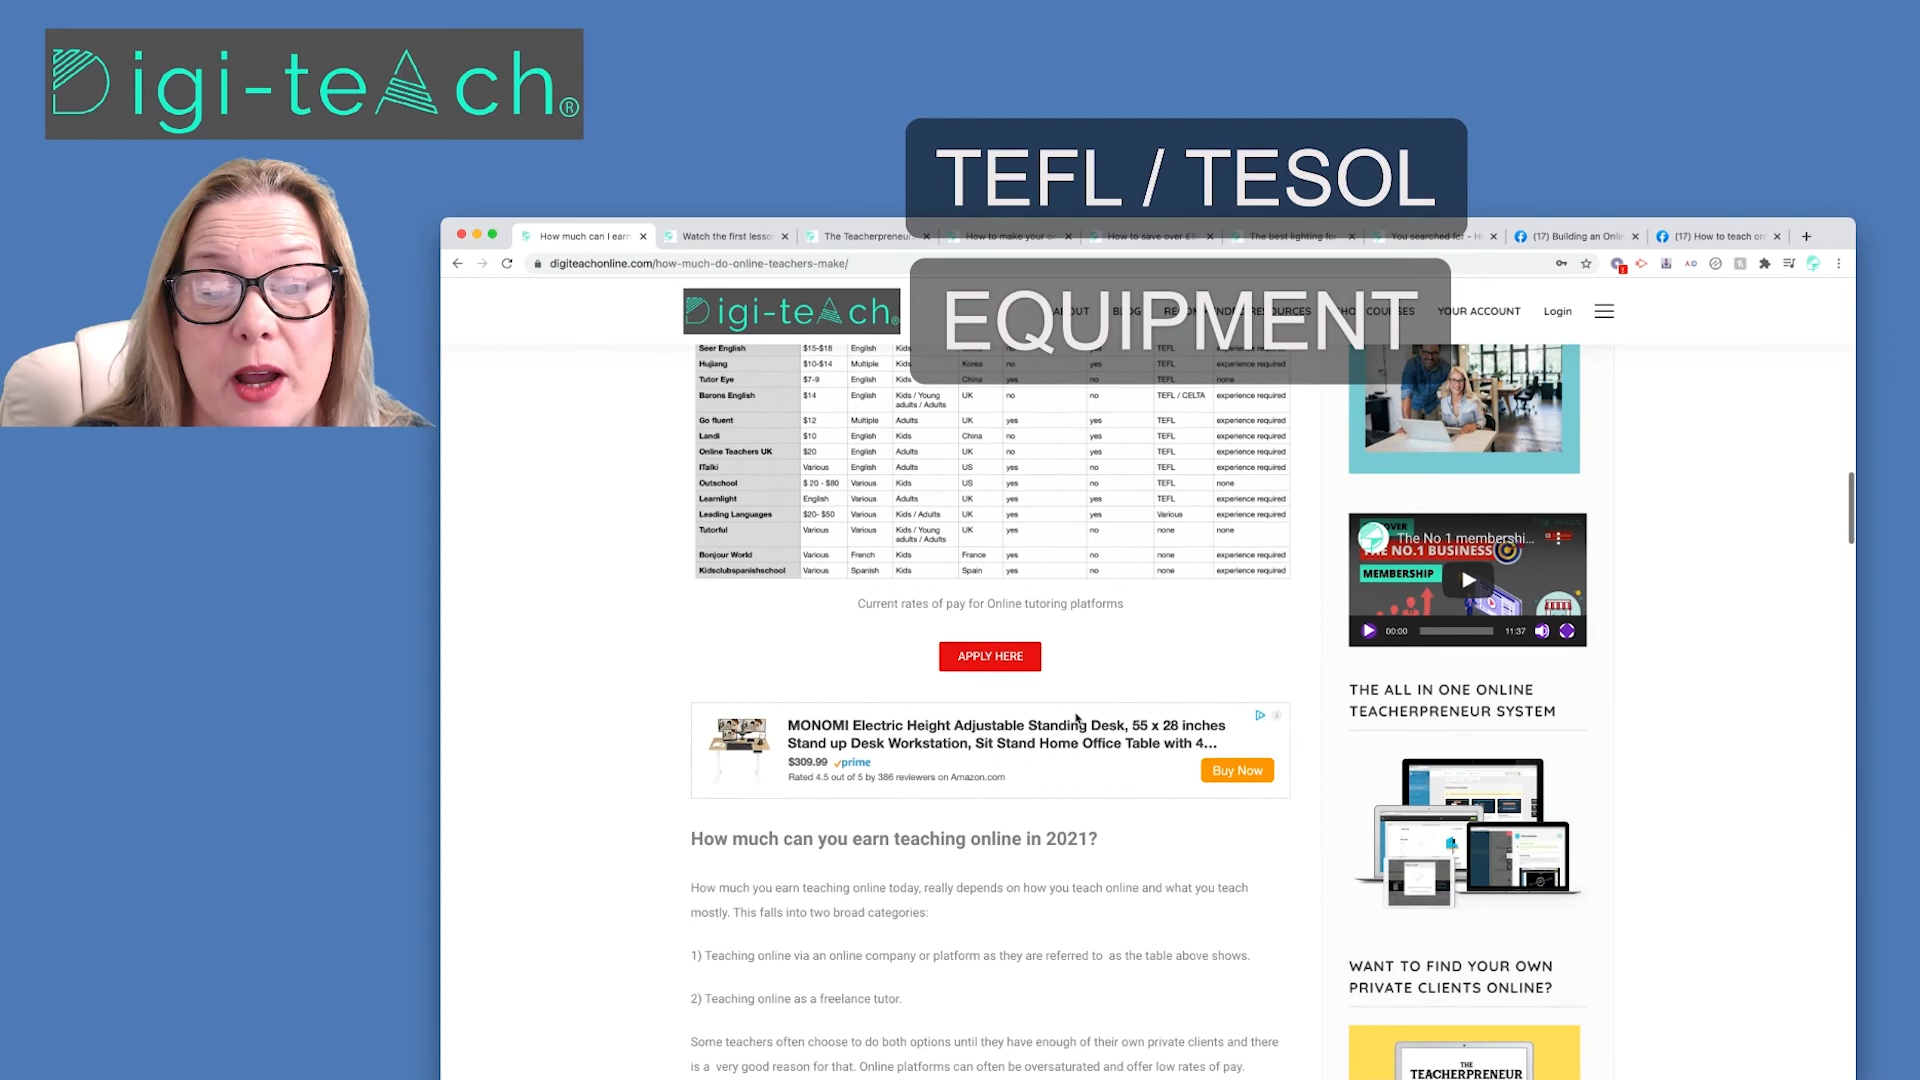 Digi-teAch®
TEFL / TESOL
EQUIPMENT
How much can I earn
Watch the first lesso
The Teacherpreneur
How to make your o
How to save over £
The best lighting for
You searched for - H
(17) Building an Onlin
(17) How to teach onl
digiteachonline.com/how-much-do-online-teachers-make/
Digi-teAch®
YOUR ACCOUNT
Login
Seer English $15-$18 English Kids TEFL experience required
Hujiang $10-$14 Multiple Kids Korea no yes TEFL experience required
Tutor Eye $7-9 English Kids China yes no TEFL none
Barons English $14 English Kids / Young adults / Adults UK no no TEFL / CELTA experience required
Go fluent $12 Multiple Adults UK yes yes TEFL experience required
Landi $10 English Kids China no yes TEFL experience required
Online Teachers UK $20 English Adults UK no yes TEFL experience required
ITalki Various English Adults US yes no TEFL experience required
Outschool $ 20 - $80 Various Kids US yes no TEFL none
Learnlight English Various Adults UK yes yes TEFL experience required
Leading Languages $20- $50 Various Kids / Adults UK yes yes Various experience required
Tutorful Various Various Kids / Young adults / Adults UK yes no none none
Bonjour World Various French Kids France yes no none experience required
Kidsclubspanishschool Various Spanish Kids Spain yes no none experience required
Current rates of pay for Online tutoring platforms
APPLY HERE
MONOMI Electric Height Adjustable Standing Desk, 55 x 28 inches
Stand up Desk Workstation, Sit Stand Home Office Table with 4...
$309.99 prime
Rated 4.5 out of 5 by 386 reviewers on Amazon.com
Buy Now
How much can you earn teaching online in 2021?
How much you earn teaching online today, really depends on how you teach online and what you teach
mostly. This falls into two broad categories:
1) Teaching online via an online company or platform as they are referred to as the table above shows.
2) Teaching online as a freelance tutor.
Some teachers often choose to do both options until they have enough of their own private clients and there
is a very good reason for that. Online platforms can often be oversaturated and offer low rates of pay.
The No 1 membershi...
THE NO.1 BUSINESS
MEMBERSHIP
00:00
11:37
THE ALL IN ONE ONLINE
TEACHERPRENEUR SYSTEM
WANT TO FIND YOUR OWN
PRIVATE CLIENTS ONLINE?
THE
TEACHERPRENEUR